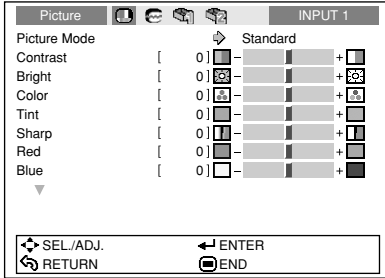 Picture INPUT 1
Picture Mode Standard
Contrast [ 0 ] - +
Bright [ 0 ] - +
Color [ 0 ] - +
Tint [ 0 ] - +
Sharp [ 0 ] - +
Red [ 0 ] - +
Blue [ 0 ] - +
SEL./ADJ. ENTER
RETURN END